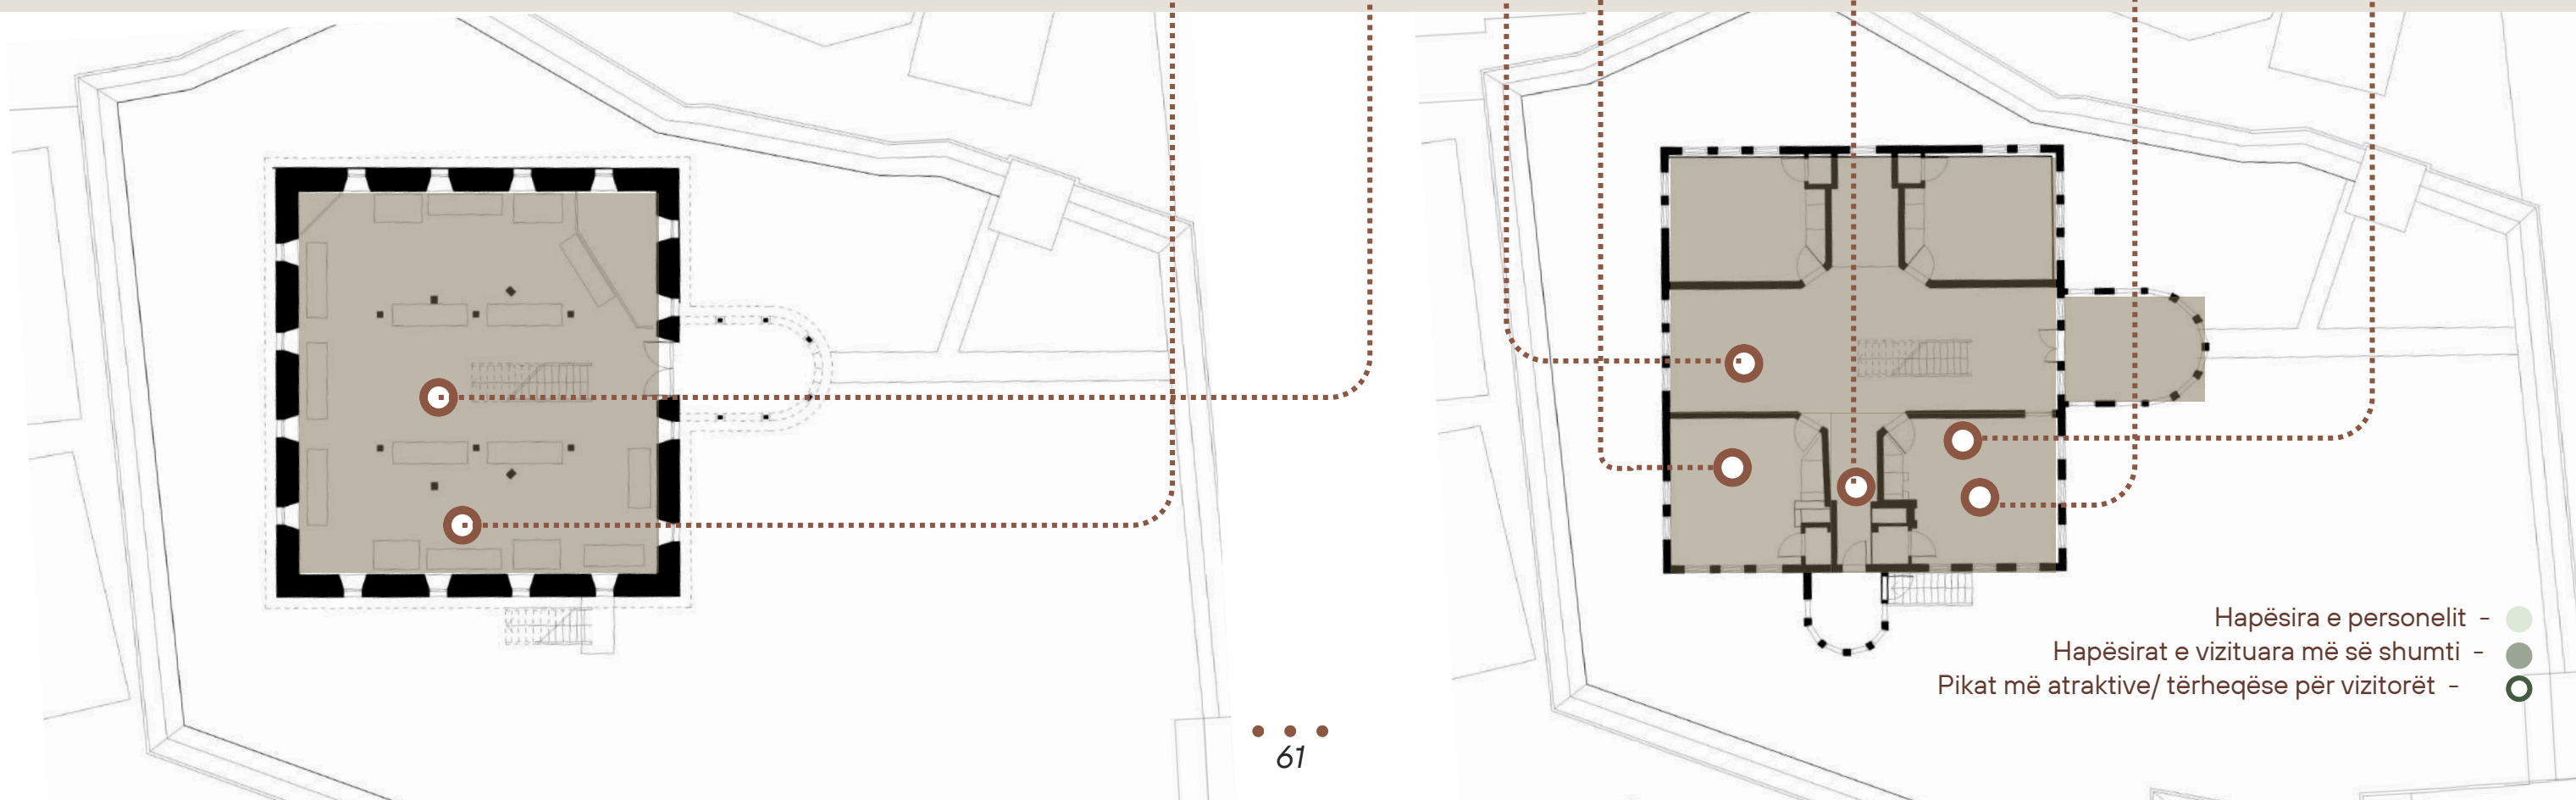 Hapësira e personelit -
Hapësirat e vizituara më së shumti -
Pikat më atraktive/ tërheqëse për vizitorët -
61